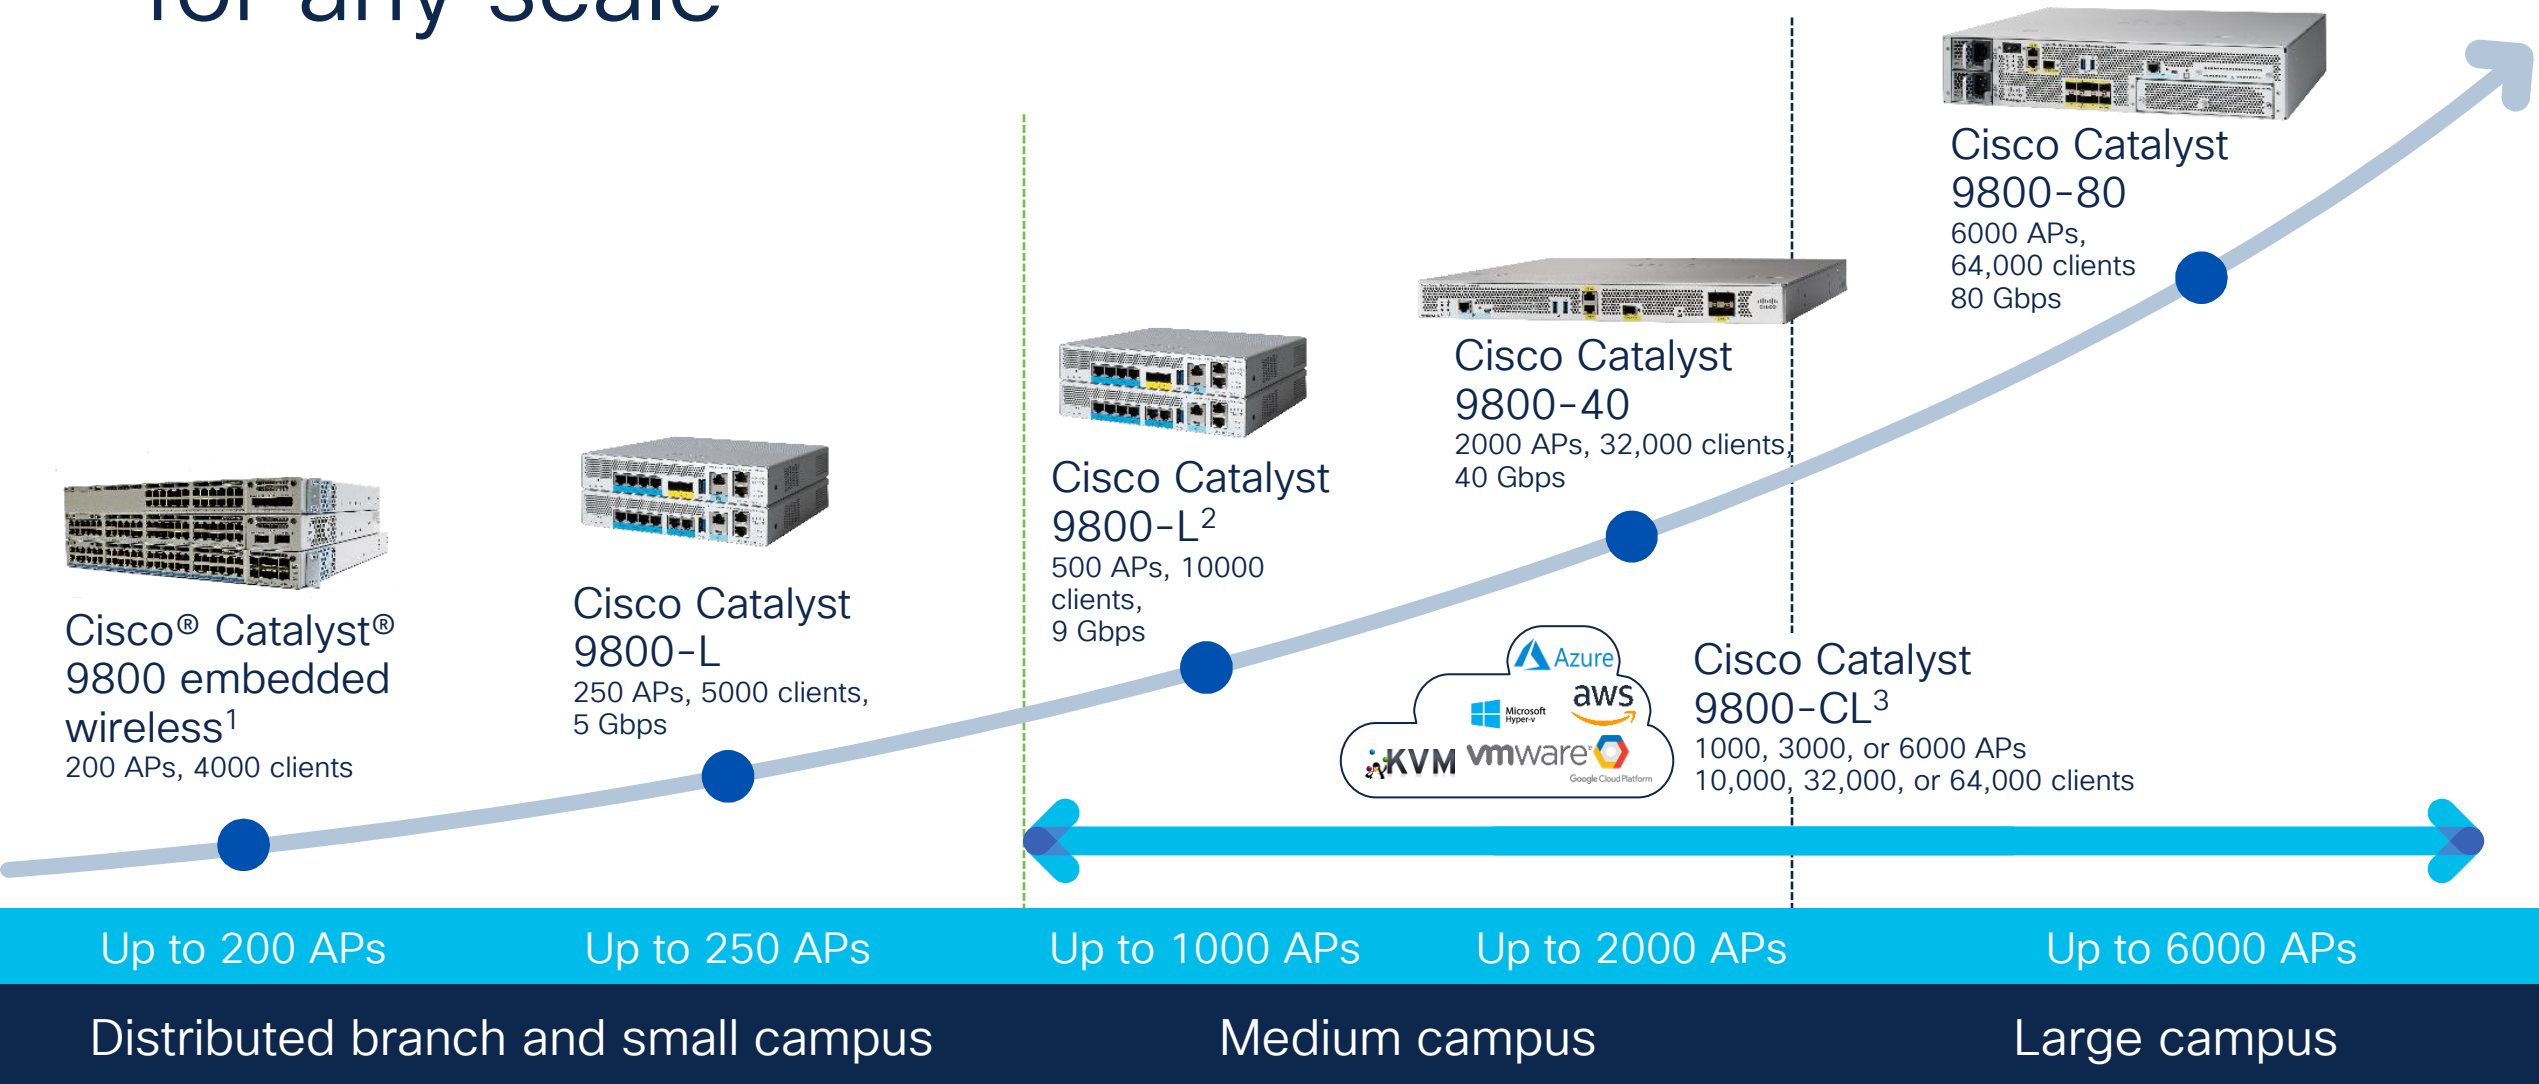 for any scale
Cisco® Catalyst®
9800 embedded
wireless1
200 APs, 4000 clients
Cisco Catalyst
9800-L
250 APs, 5000 clients,
5 Gbps
Cisco Catalyst
9800-L2
500 APs, 10000
clients,
9 Gbps
Cisco Catalyst
9800-40
2000 APs, 32,000 clients,
40 Gbps
Cisco Catalyst
9800-80
6000 APs,
64,000 clients
80 Gbps
Azure
Microsoft
Hyper-v
aws
KVM
vmware
Google Cloud Platform
Cisco Catalyst
9800-CL3
1000, 3000, or 6000 APs
10,000, 32,000, or 64,000 clients
Up to 200 APs
Up to 250 APs
Up to 1000 APs
Up to 2000 APs
Up to 6000 APs
Distributed branch and small campus
Medium campus
Large campus